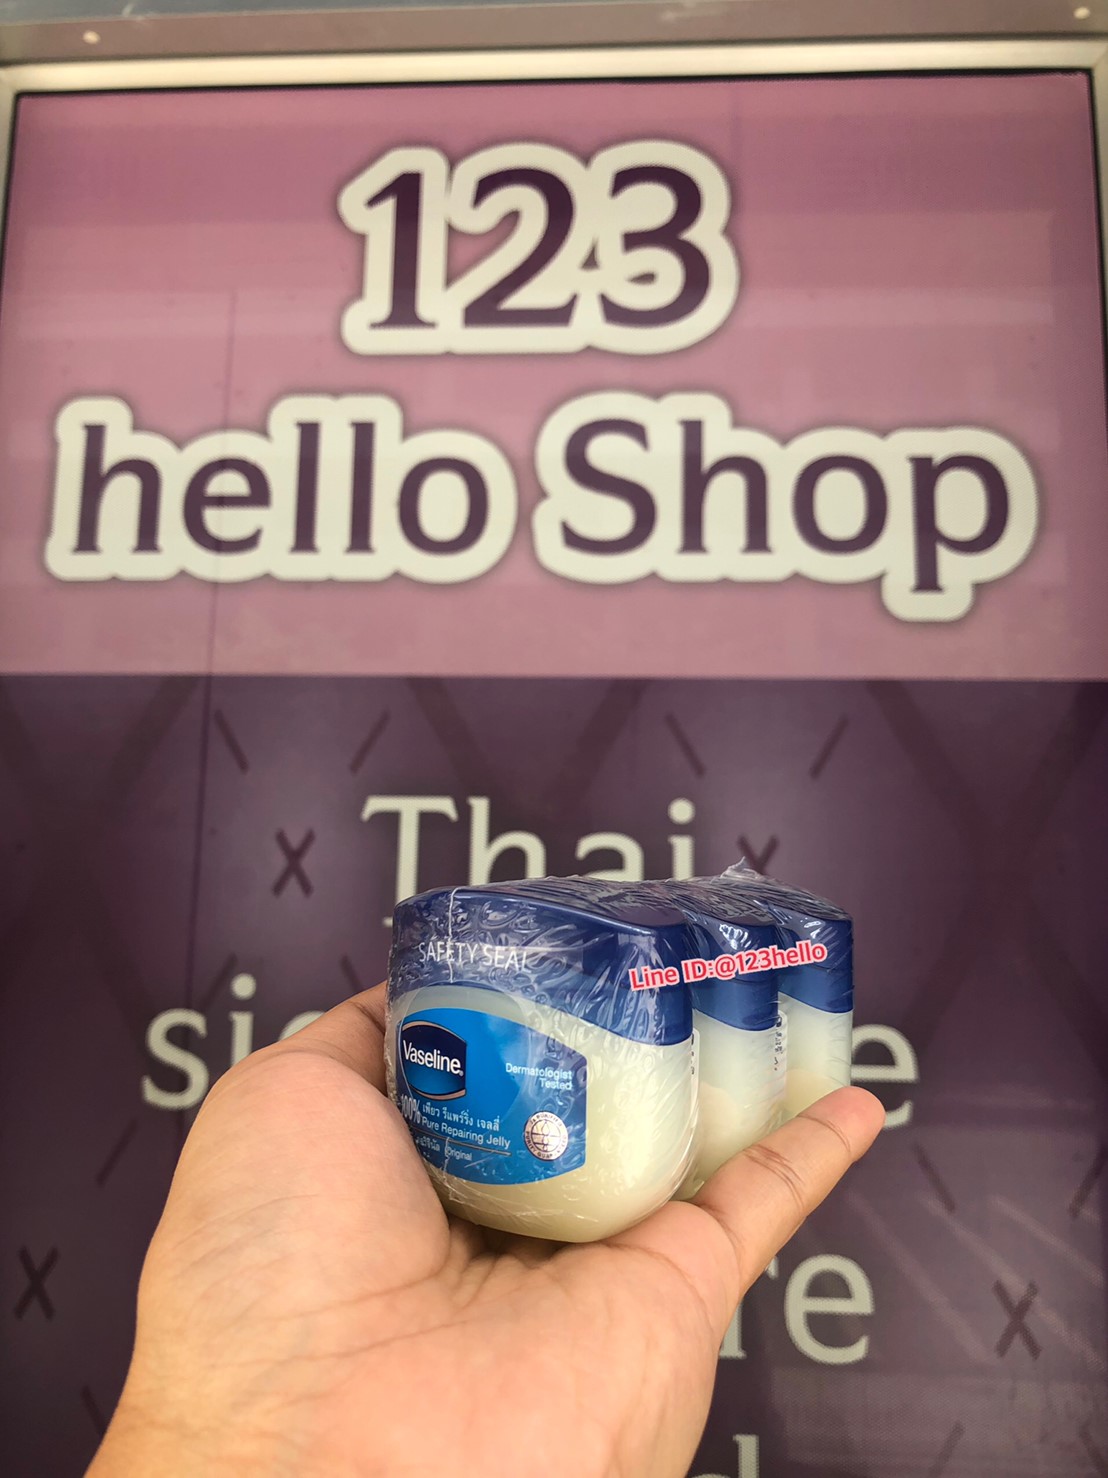 123
hello Shop
Thai
SAFETY SEAL
Line ID:@123hello
Vaseline
Dermatologist
Tested
100% เพียว รีแพร์ริ่ง เจลลี่
Pure Repairing Jelly
Original